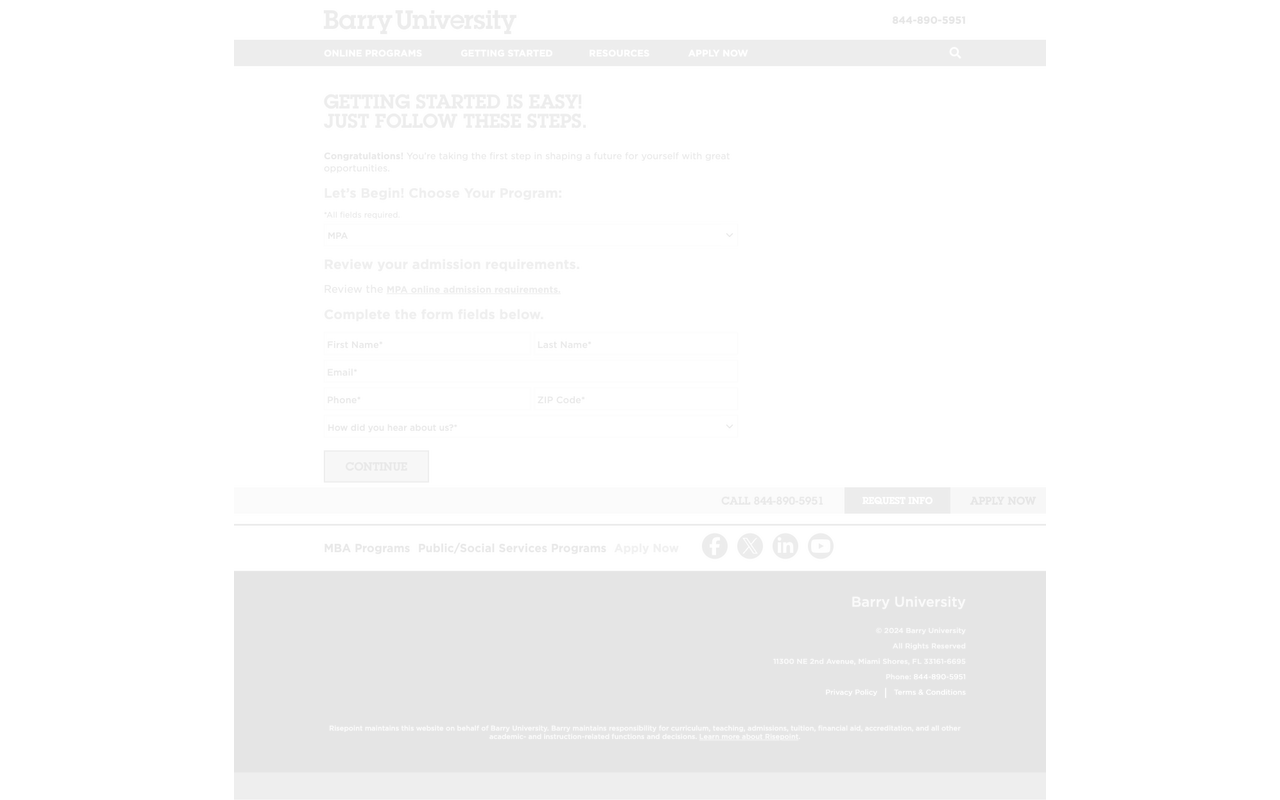 Barry University
844-890-5951
ONLINE PROGRAMS GETTING STARTED RESOURCES APPLY NOW
GETTING STARTED IS EASY!
JUST FOLLOW THESE STEPS.
Congratulations! You're taking the first step in shaping a future for yourself with great
opportunities.
Let's Begin! Choose Your Program:
*All fields required.
MPA
Review your admission requirements.
Review the MPA online admission requirements.
Complete the form fields below.
First Name* Last Name*
Email*
Phone* ZIP Code*
How did you hear about us?*
CONTINUE
CALL 844-890-5951 REQUEST INFO APPLY NOW
MBA Programs Public/Social Services Programs Apply Now
Barry University
© 2024 Barry University
All Rights Reserved
11300 NE 2nd Avenue, Miami Shores, FL 33161-6695
Phone: 844-890-5951
Privacy Policy | Terms & Conditions
Risepoint maintains this website on behalf of Barry University. Barry maintains responsibility for curriculum, teaching, admissions, tuition, financial aid, accreditation, and all other
academic- and instruction-related functions and decisions. Learn more about Risepoint.